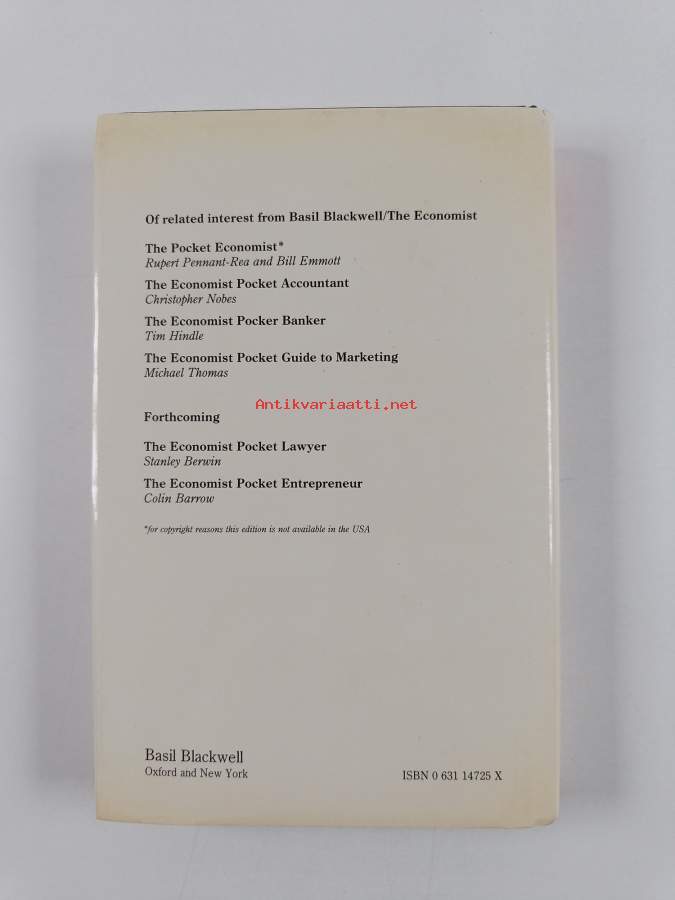 Of related interest from Basil Blackwell/The Economist
The Pocket Economist*
Rupert Pennant-Rea and Bill Emmott
The Economist Pocket Accountant
Christopher Nobes
The Economist Pocker Banker
Tim Hindle
The Economist Pocket Guide to Marketing
Michael Thomas
Antikvariaatti.net
Forthcoming
The Economist Pocket Lawyer
Stanley Berwin
The Economist Pocket Entrepreneur
Colin Barrow
*for copyright reasons this edition is not available in the USA
Basil Blackwell
Oxford and New York
ISBN 0 631 14725 X